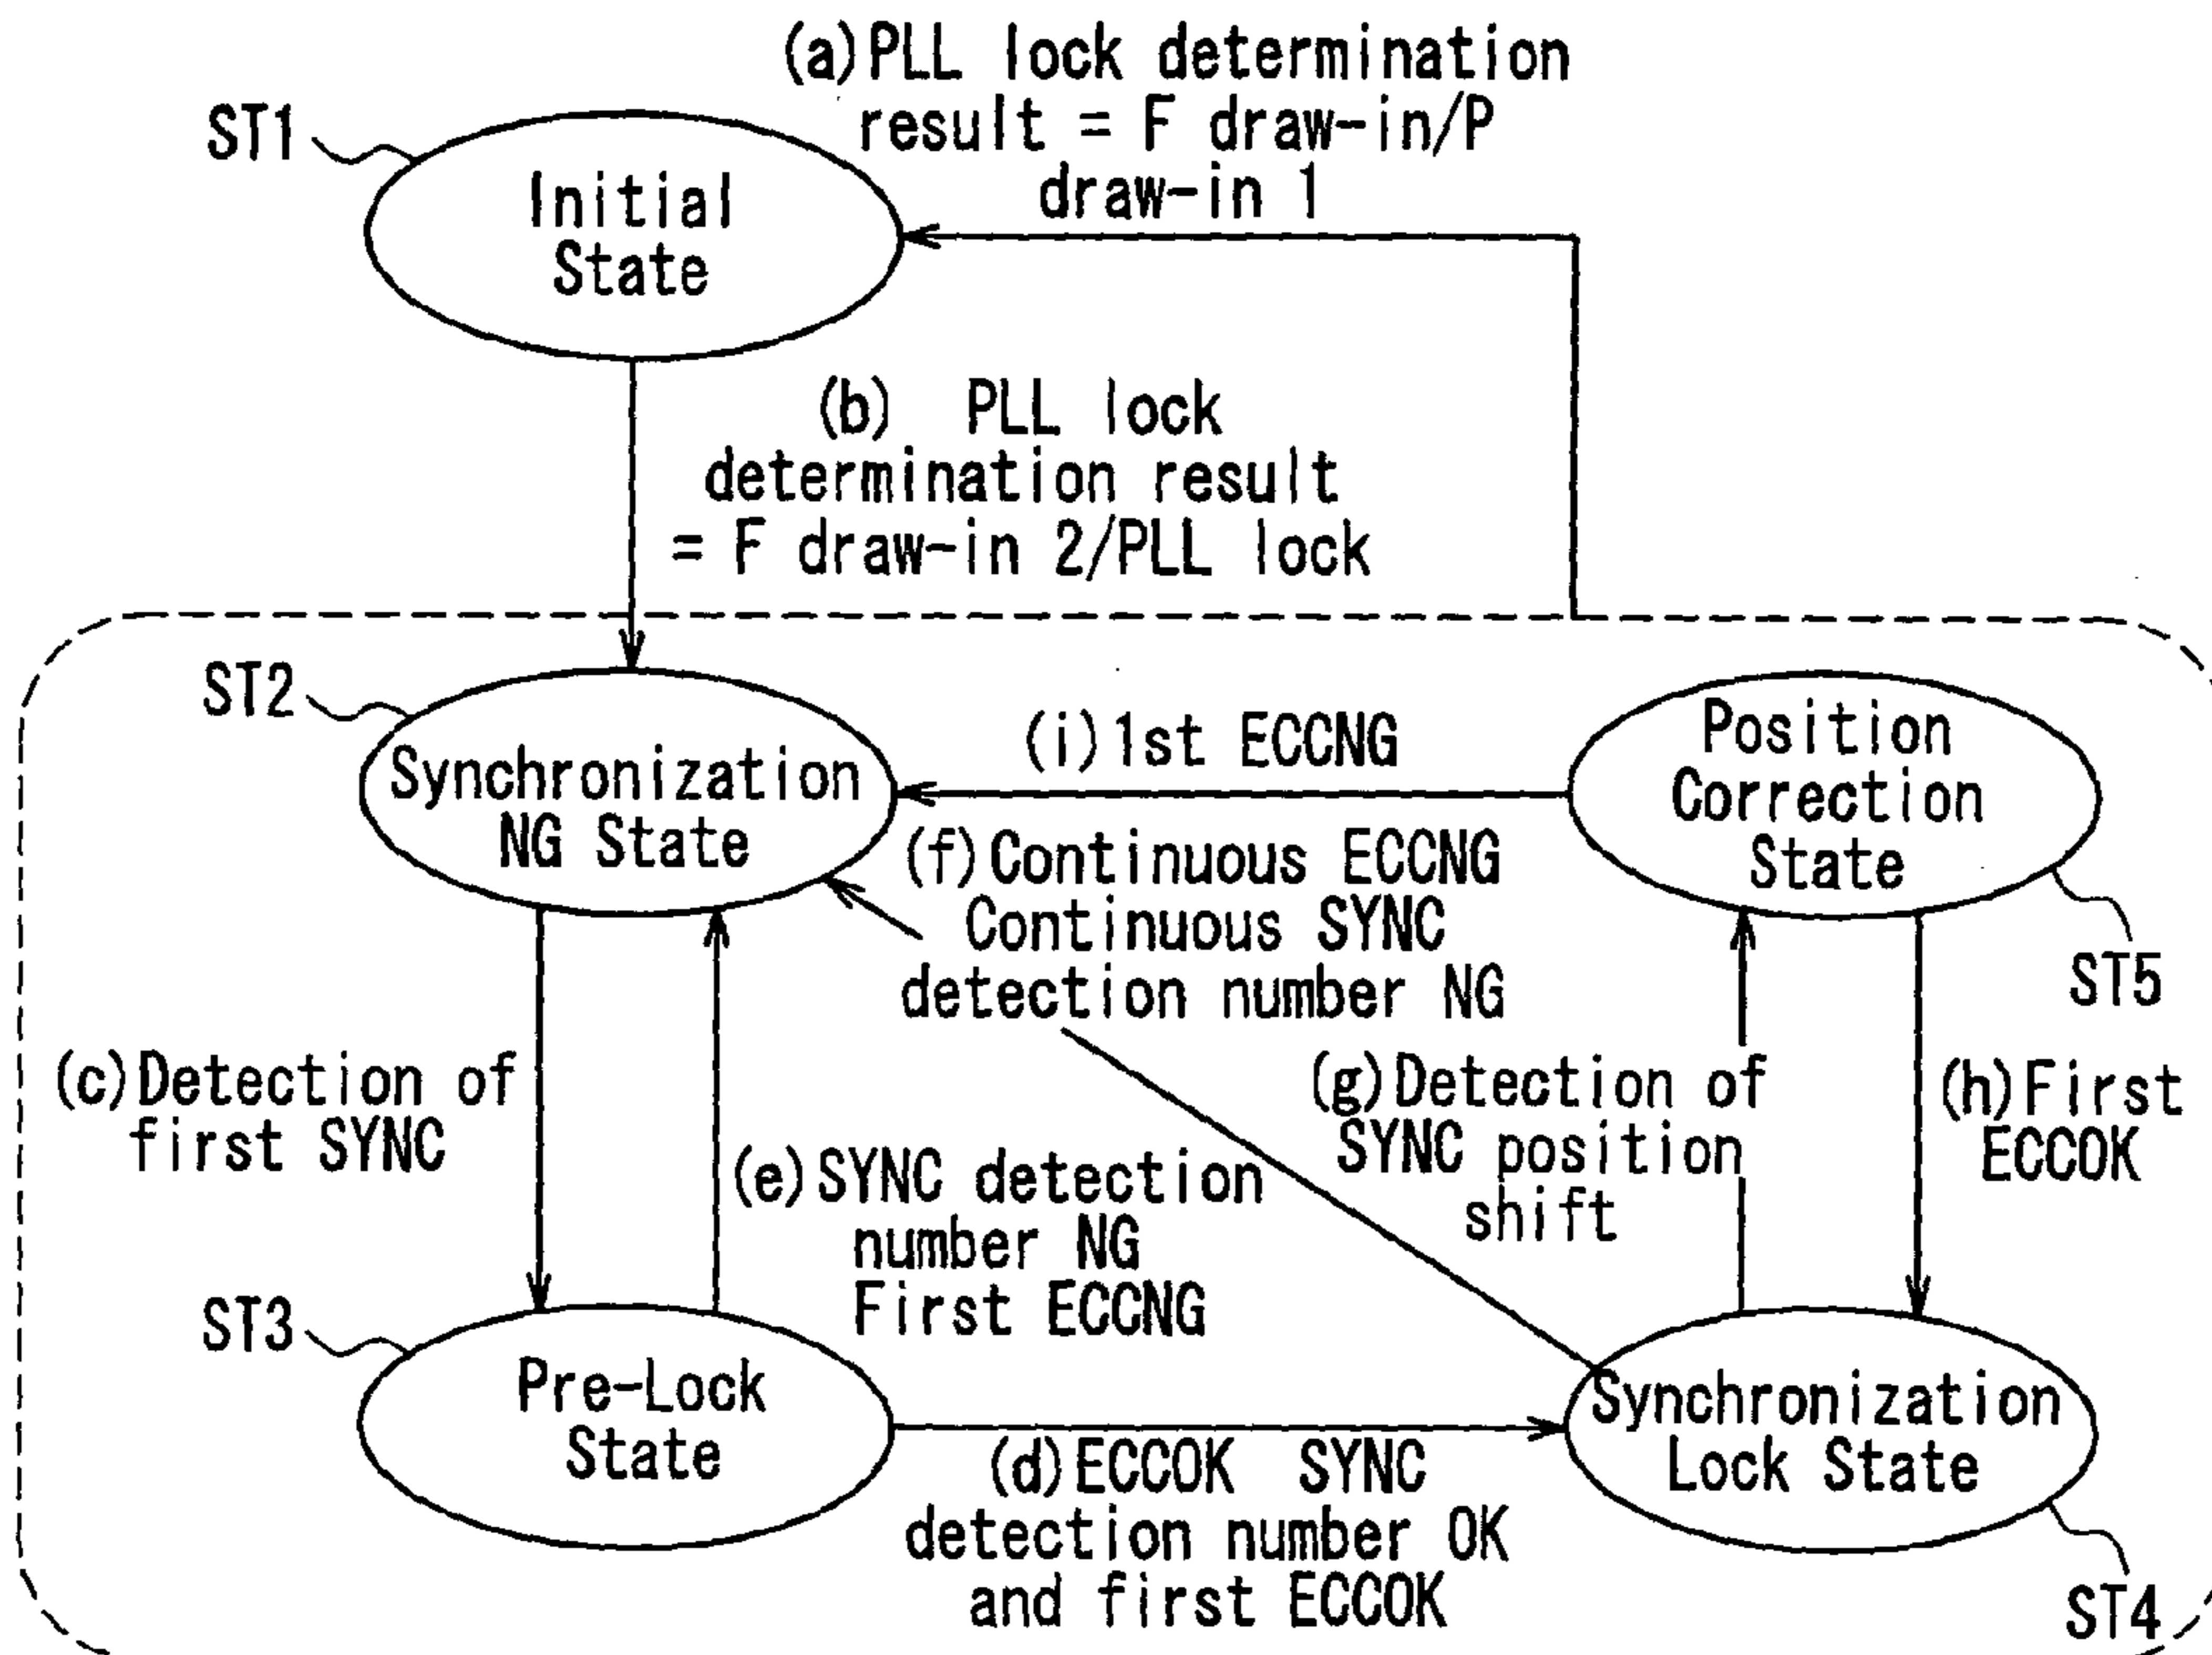 (a)PLL lock determination
result = F draw-in/P
draw-in 1
ST1
Initial
State
(b) PLL lock
determination result
= F draw-in 2/PLL lock
ST2
Synchronization
NG State
(i)1st ECCNG
Position
Correction
State
ST5
(f)Continuous ECCNG
Continuous SYNC
detection number NG
(c)Detection of
first SYNC
(e)SYNC detection
number NG
First ECCNG
(g)Detection of
SYNC position
shift
(h)First
ECCOK
ST3
Pre-Lock
State
(d)ECCOK SYNC
detection number OK
and first ECCOK
Synchronization
Lock State
ST4